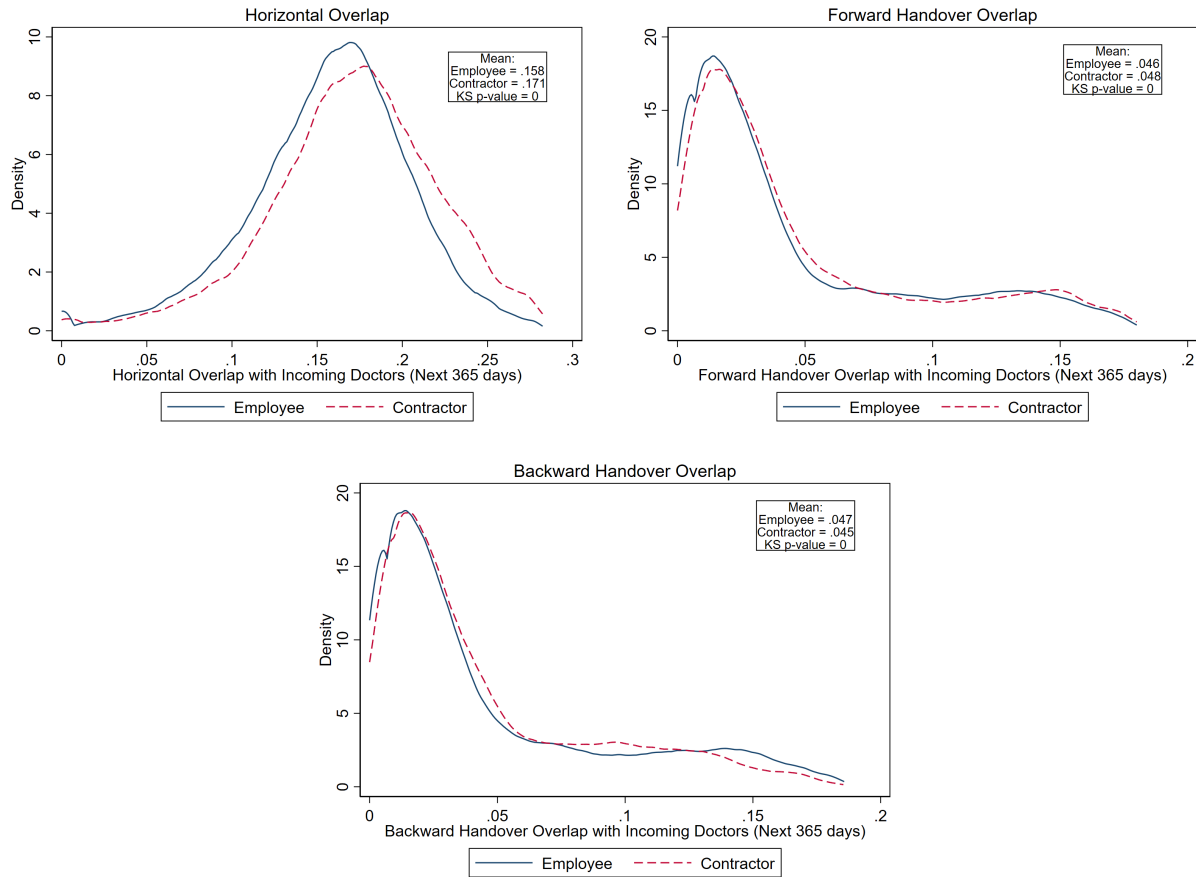 Horizontal Overlap
Density
10
8
6
4
2
0
Mean:
Employee = .158
Contractor = .171
KS p-value = 0
0 .05 .1 .15 .2 .25 .3
Horizontal Overlap with Incoming Doctors (Next 365 days)
Employee Contractor
Forward Handover Overlap
Density
20
15
10
5
0
Mean:
Employee = .046
Contractor = .048
KS p-value = 0
0 .05 .1 .15 .2
Forward Handover Overlap with Incoming Doctors (Next 365 days)
Employee Contractor
Backward Handover Overlap
Density
20
15
10
5
0
Mean:
Employee = .047
Contractor = .045
KS p-value = 0
0 .05 .1 .15 .2
Backward Handover Overlap with Incoming Doctors (Next 365 days)
Employee Contractor